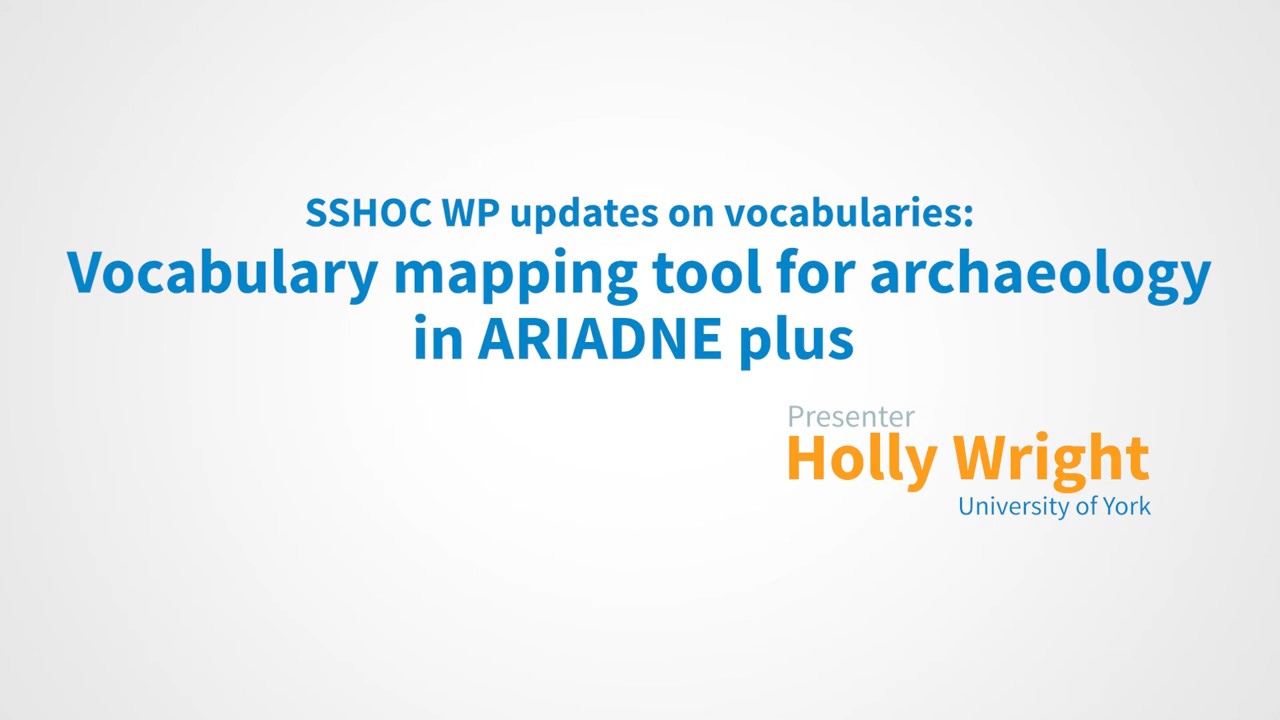 SSHOC WP updates on vocabularies:
Vocabulary mapping tool for archaeology
in ARIADNE plus
Presenter
Holly Wright
University of York